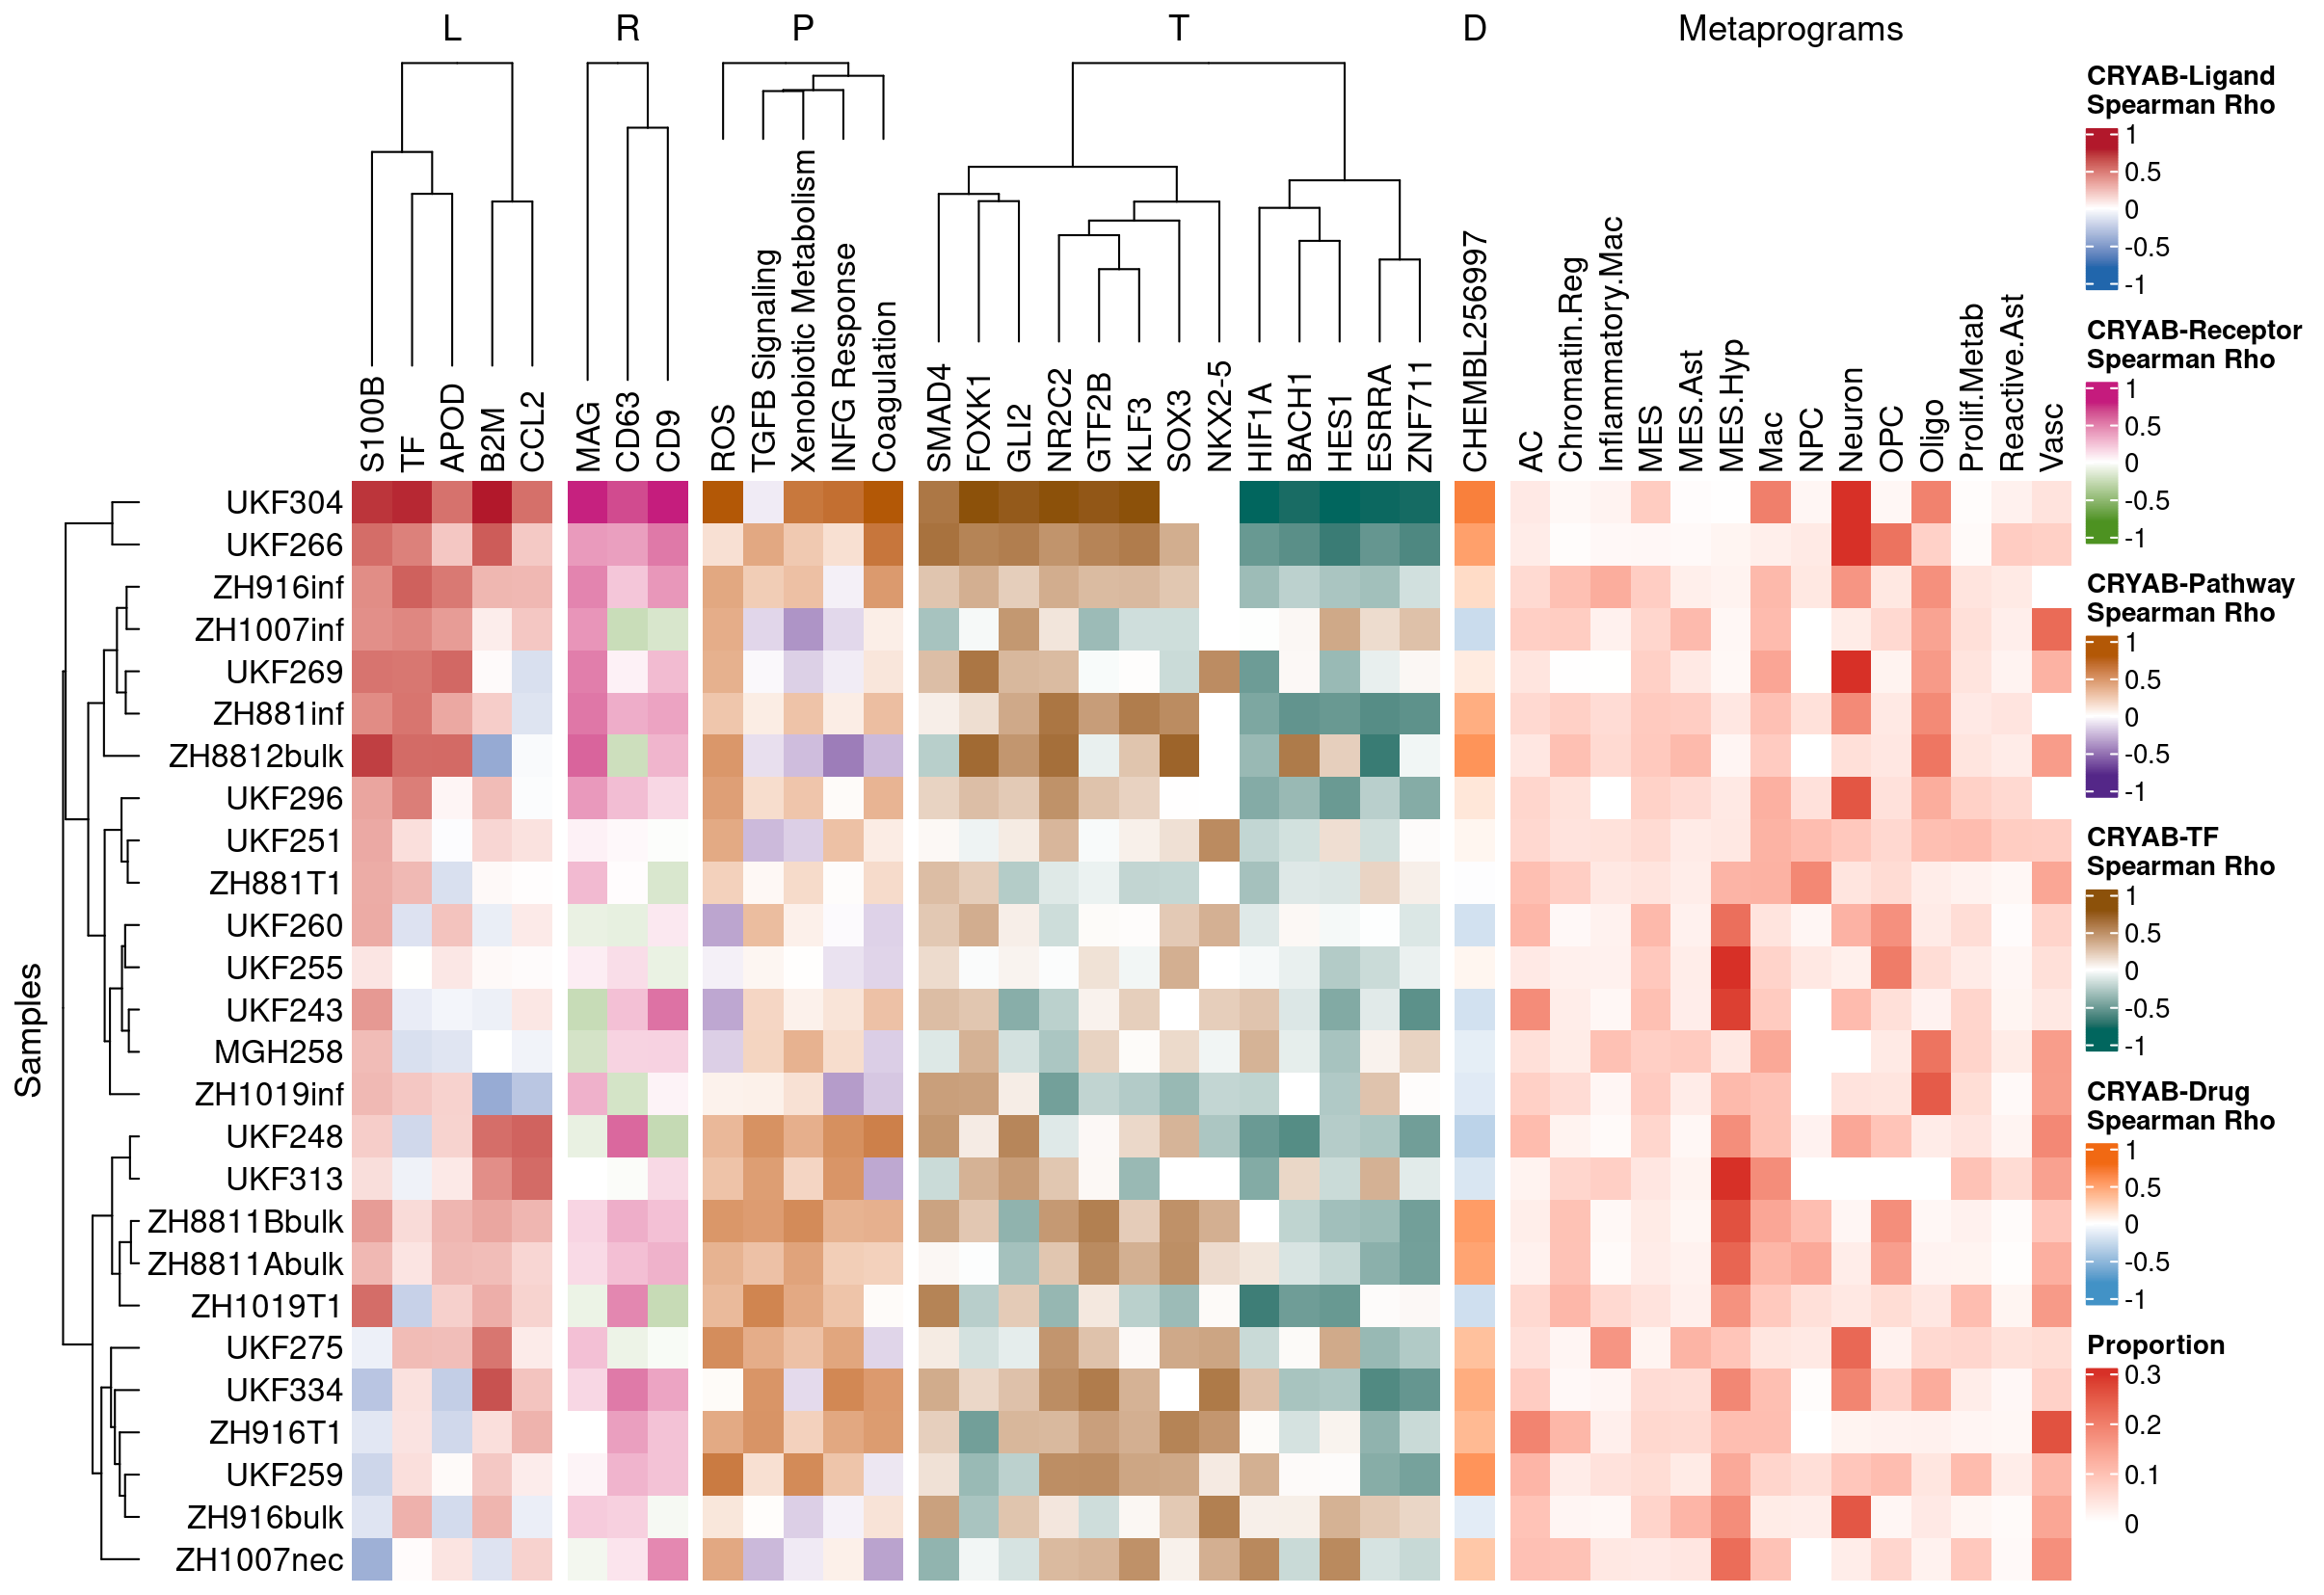 L
R
P
T
D
Metaprograms
S100B
TF
APOD
B2M
CCL2
MAG
CD63
CD9
ROS
TGFB Signaling
Xenobiotic Metabolism
INFG Response
Coagulation
SMAD4
FOXK1
GLI2
NR2C2
GTF2B
KLF3
SOX3
NKX2-5
HIF1A
BACH1
HES1
ESRRA
ZNF711
CHEMBL256997
AC
Chromatin.Reg
Inflammatory.Mac
MES
MES.Ast
MES.Hyp
Mac
NPC
Neuron
OPC
Oligo
Prolif.Metab
Reactive.Ast
Vasc
Samples
UKF304
UKF266
ZH916inf
ZH1007inf
UKF269
ZH881inf
ZH8812bulk
UKF296
UKF251
ZH881T1
UKF260
UKF255
UKF243
MGH258
ZH1019inf
UKF248
UKF313
ZH8811Bbulk
ZH8811Abulk
ZH1019T1
UKF275
UKF334
ZH916T1
UKF259
ZH916bulk
ZH1007nec
CRYAB-Ligand
Spearman Rho
1
0.5
0
-0.5
-1
CRYAB-Receptor
Spearman Rho
1
0.5
0
-0.5
-1
CRYAB-Pathway
Spearman Rho
1
0.5
0
-0.5
-1
CRYAB-TF
Spearman Rho
1
0.5
0
-0.5
-1
CRYAB-Drug
Spearman Rho
1
0.5
0
-0.5
-1
Proportion
0.3
0.2
0.1
0